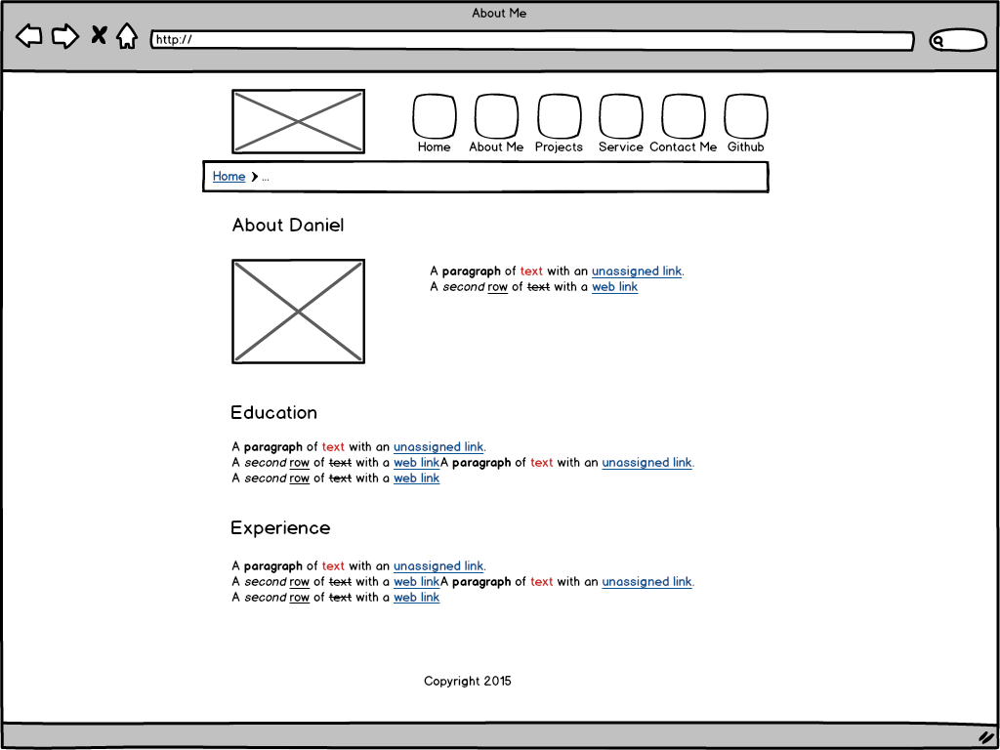 About Me
http://
Home About Me Projects Service Contact Me Github
Home ...
About Daniel
A paragraph of text with an unassigned link.
A second row of text with a web link
Education
A paragraph of text with an unassigned link.
A second row of text with a web linkA paragraph of text with an unassigned link.
A second row of text with a web link
Experience
A paragraph of text with an unassigned link.
A second row of text with a web linkA paragraph of text with an unassigned link.
A second row of text with a web link
Copyright 2015